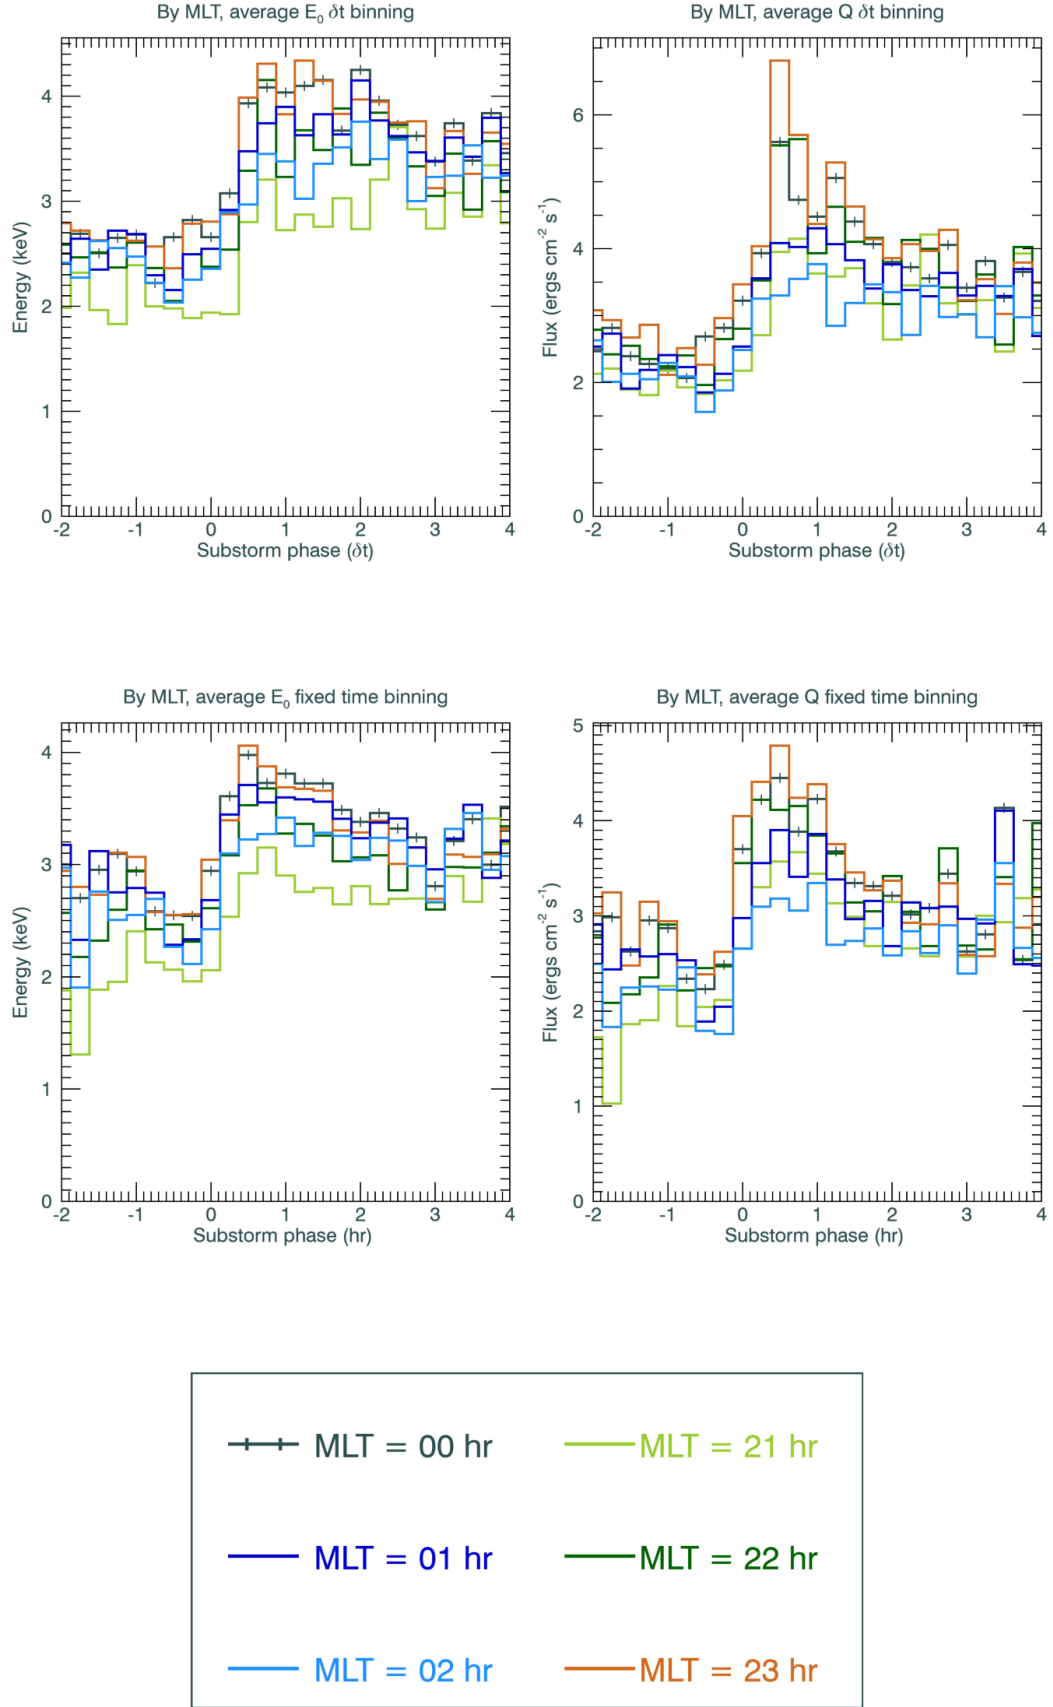 By MLT, average E₀ δt binning
By MLT, average Q δt binning
Energy (keV)
4
3
2
1
0
-2 -1 0 1 2 3 4
Substorm phase (δt)
Flux (ergs cm⁻² s⁻¹)
6
4
2
0
-2 -1 0 1 2 3 4
Substorm phase (δt)
By MLT, average E₀ fixed time binning
By MLT, average Q fixed time binning
Energy (keV)
4
3
2
1
0
-2 -1 0 1 2 3 4
Substorm phase (hr)
Flux (ergs cm⁻² s⁻¹)
5
4
3
2
1
0
-2 -1 0 1 2 3 4
Substorm phase (hr)
MLT = 00 hr
MLT = 21 hr
MLT = 01 hr
MLT = 22 hr
MLT = 02 hr
MLT = 23 hr